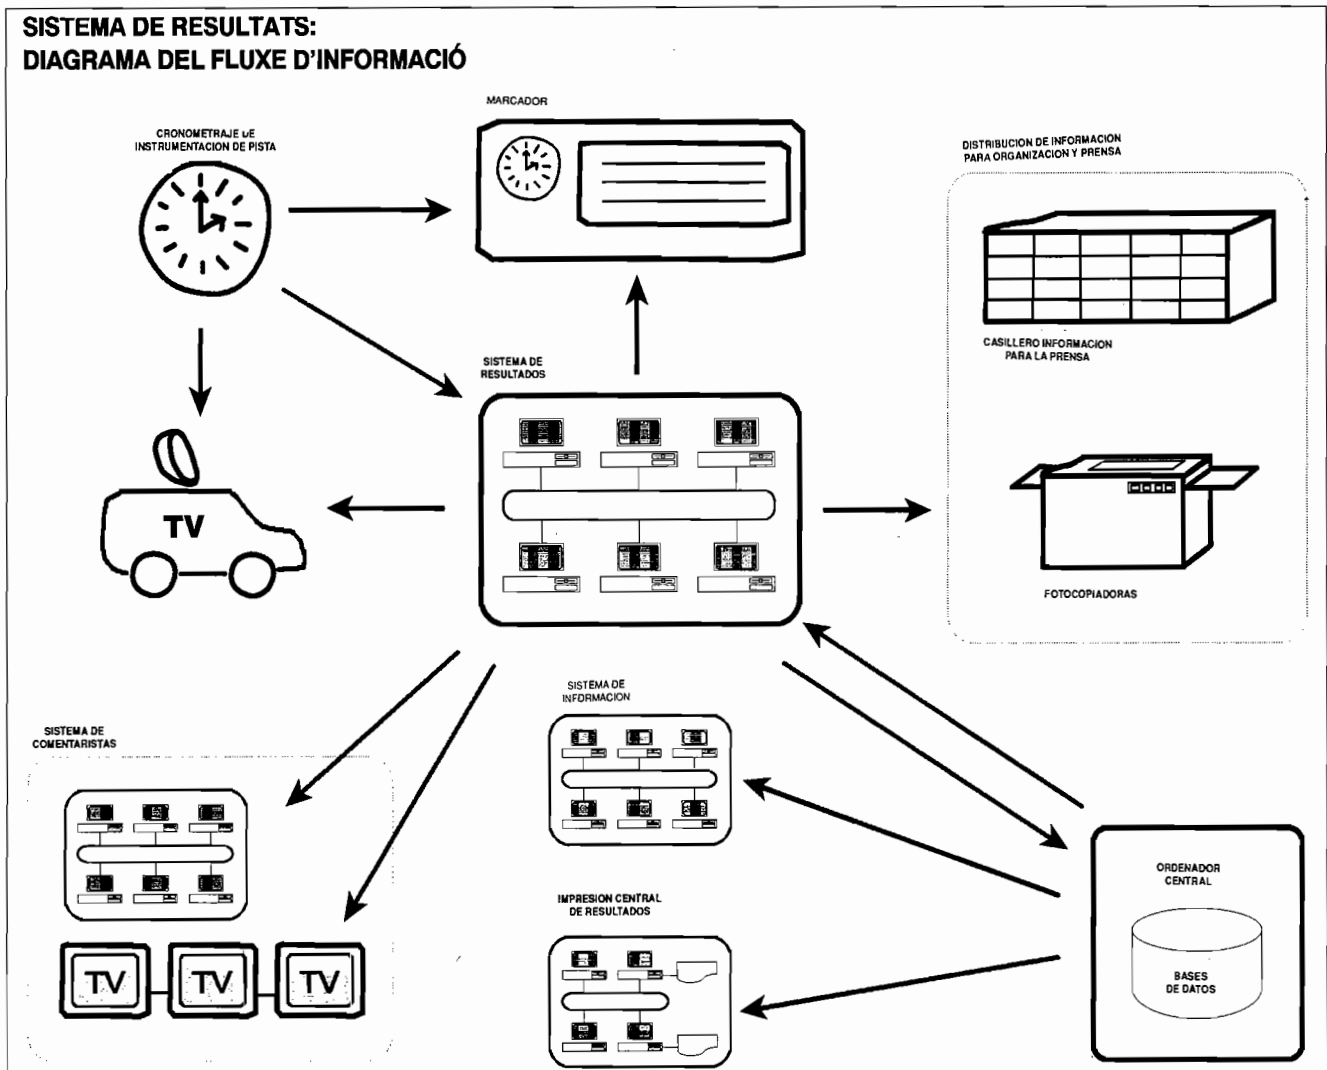 SISTEMA DE RESULTATS:
DIAGRAMA DEL FLUXE D'INFORMACIÓ
MARCADOR
CRONOMETRAJE DE
INSTRUMENTACION DE PISTA
DISTRIBUCION DE INFORMACION
PARA ORGANIZACION Y PRENSA
CASILLERO INFORMACION
PARA LA PRENSA
SISTEMA DE
RESULTADOS
TV
FOTOCOPIADORAS
SISTEMA DE
INFORMACION
SISTEMA DE
COMENTARISTAS
ORDENADOR
CENTRAL
IMPRESION CENTRAL
DE RESULTADOS
BASES
DE DATOS
TV TV TV